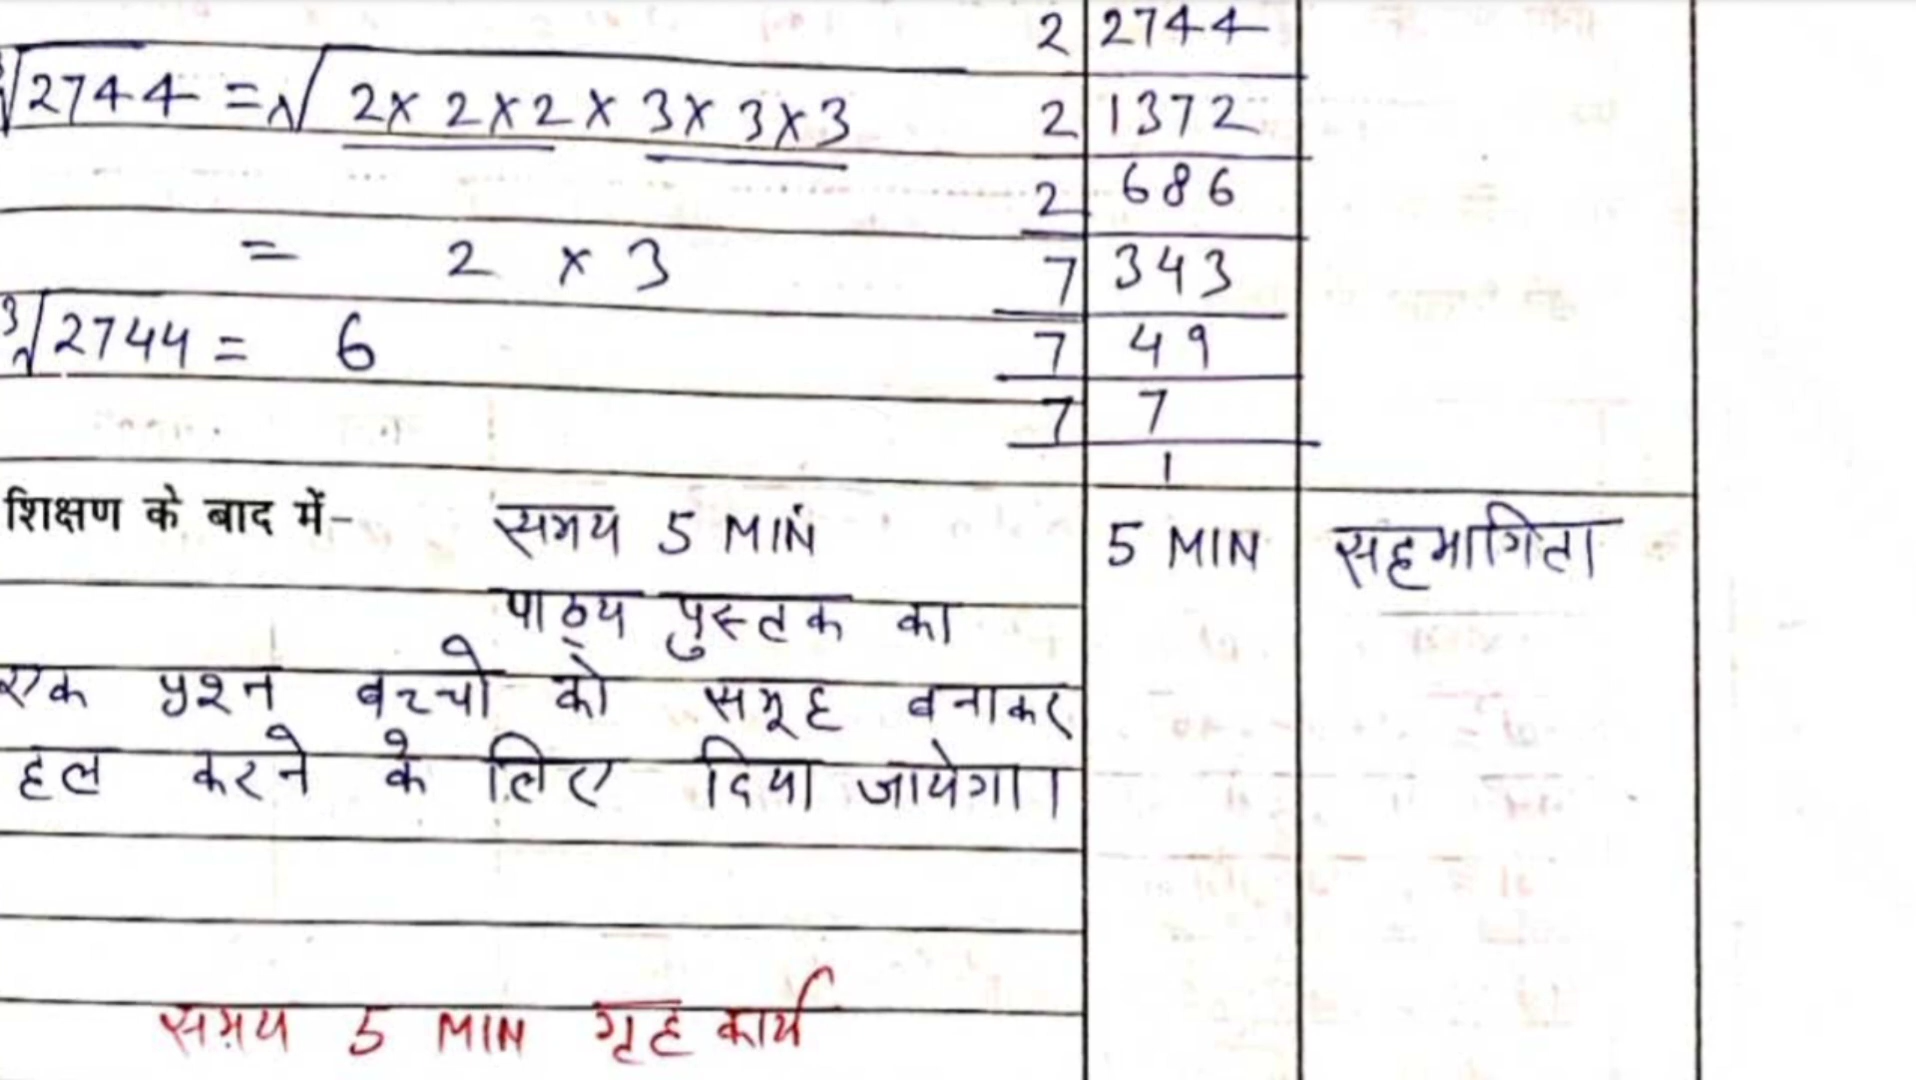 2 2744
∛2744 = √2×2×2×3×3×3
2 1372
2 686
= 2 × 3
7 343
∛2744 = 6
7 49
7 7
1
शिक्षण के बाद में- समय 5 MIN
5 MIN सहभागिता
पाठ्य पुस्तक का
एक प्रश्न बच्चो को समूह बनाकर
हल करने के लिए दिया जायेगा।
समय 5 MIN गृह कार्य